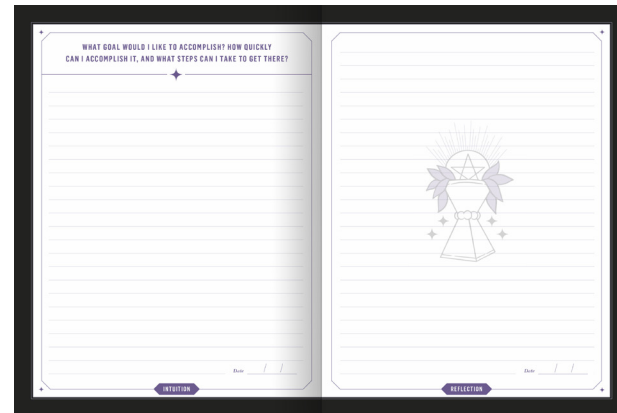 WHAT GOAL WOULD I LIKE TO ACCOMPLISH? HOW QUICKLY
CAN I ACCOMPLISH IT, AND WHAT STEPS CAN I TAKE TO GET THERE?
Date / /
INTUITION
Date / /
REFLECTION